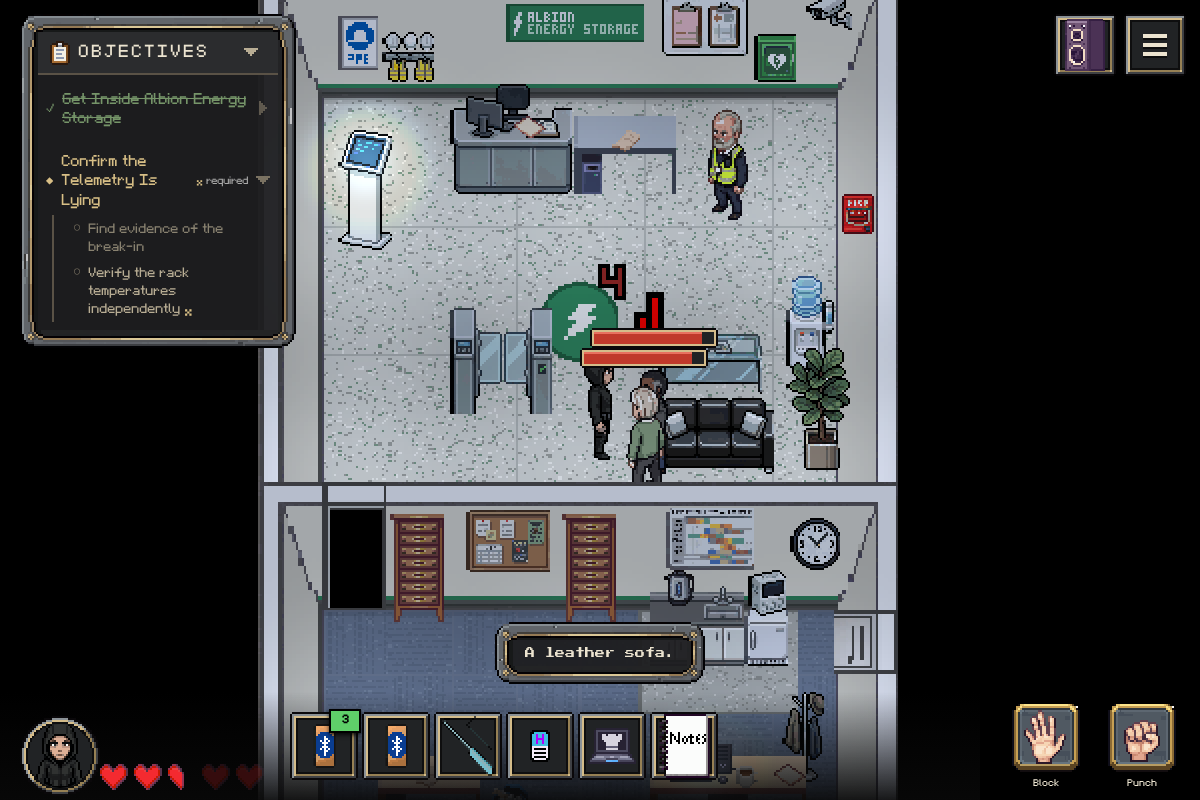 OBJECTIVES
Get Inside Albion Energy
Storage
Confirm the
Telemetry Is
Lying
x required
Find evidence of the
break-in
Verify the rack
temperatures
independently x
PPE
ALBION
ENERGY STORAGE
4
A leather sofa.
3
H
Notes
Block
Punch